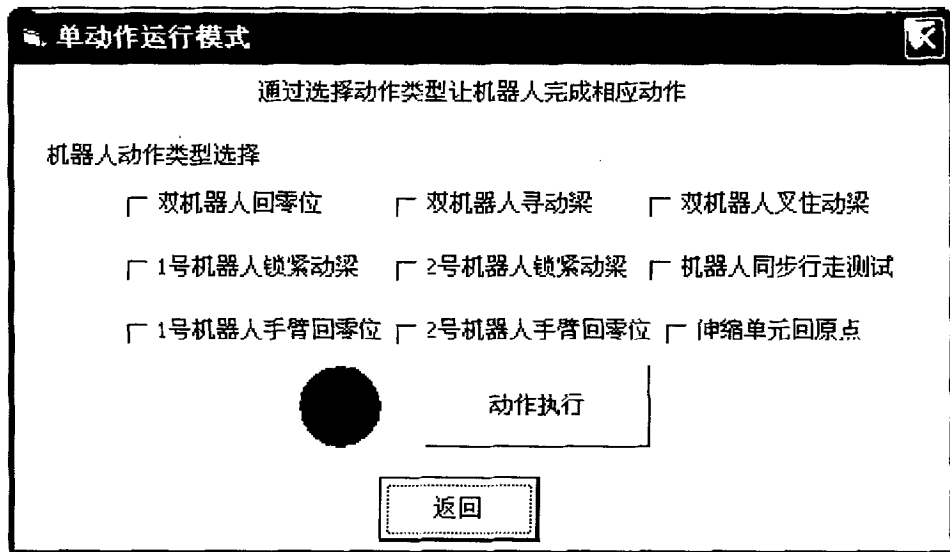 单动作运行模式
通过选择动作类型让机器人完成相应动作
机器人动作类型选择
双机器人回零位 双机器人寻动梁 双机器人叉住动梁
1号机器人锁紧动梁 2号机器人锁紧动梁 机器人同步行走测试
1号机器人手臂回零位 2号机器人手臂回零位 伸缩单元回原点
动作执行
返回